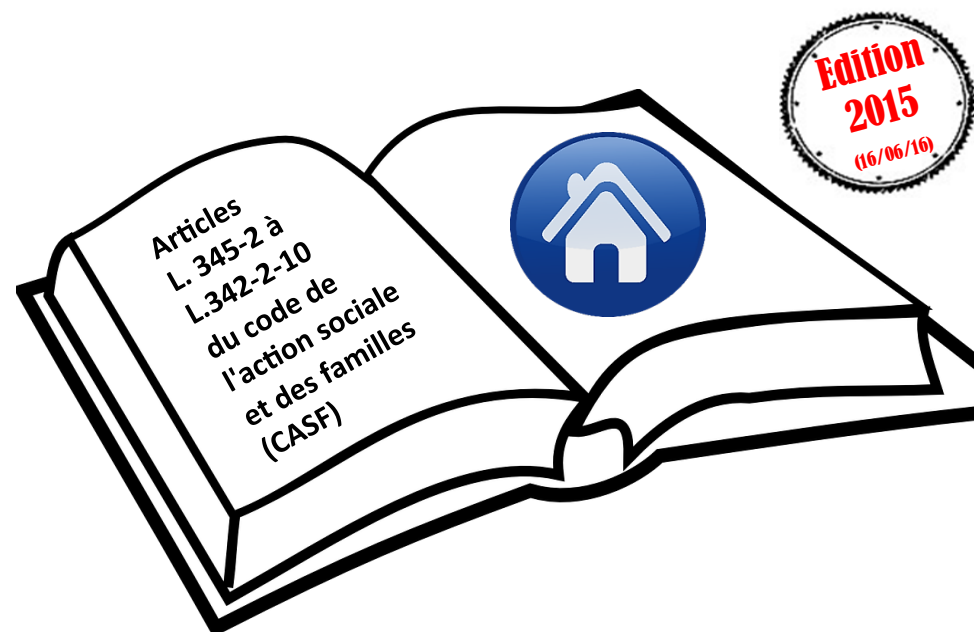 Articles
L. 345-2 à
L.342-2-10
du code de
l'action sociale
et des familles
(CASF)
Edition
2015
(16/06/16)